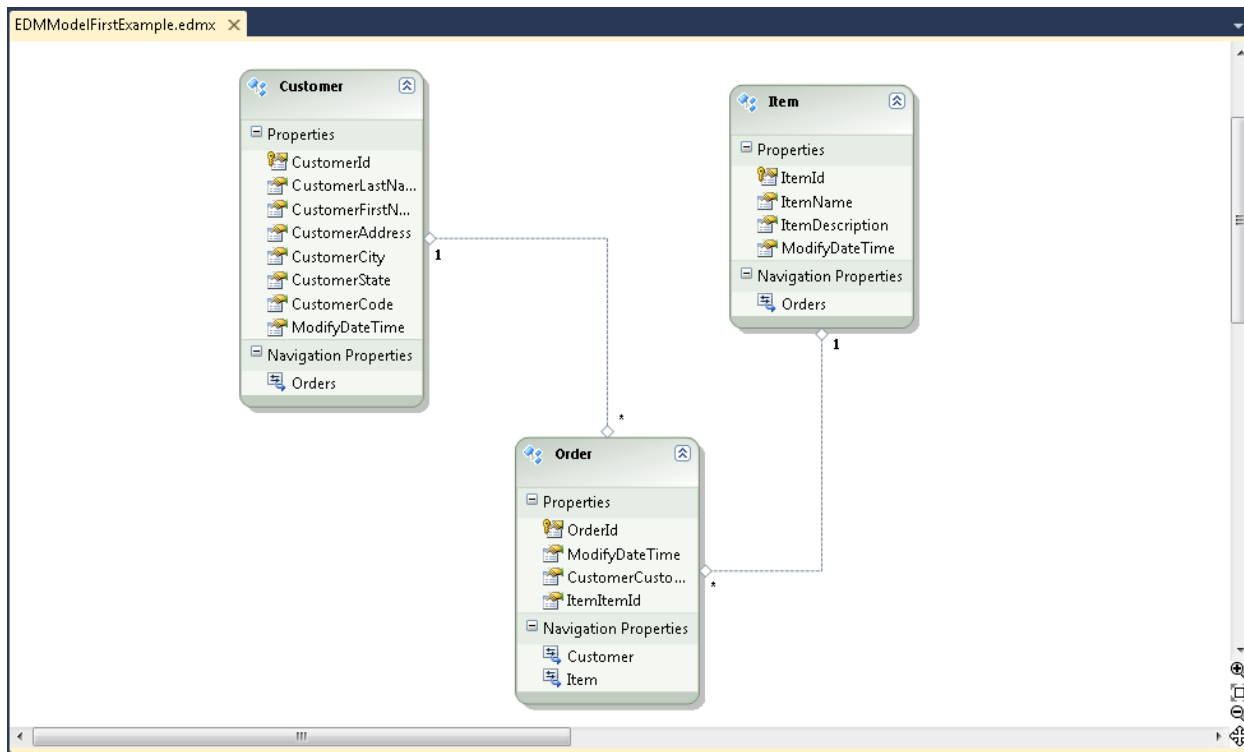 EDMModelFirstExample.edmx
Customer
Properties
CustomerId
CustomerLastNa...
CustomerFirstN...
CustomerAddress
CustomerCity
CustomerState
CustomerCode
ModifyDateTime
Navigation Properties
Orders
1
*
Item
Properties
ItemId
ItemName
ItemDescription
ModifyDateTime
Navigation Properties
Orders
1
*
Order
Properties
OrderId
ModifyDateTime
CustomerCusto...
ItemItemId
Navigation Properties
Customer
Item